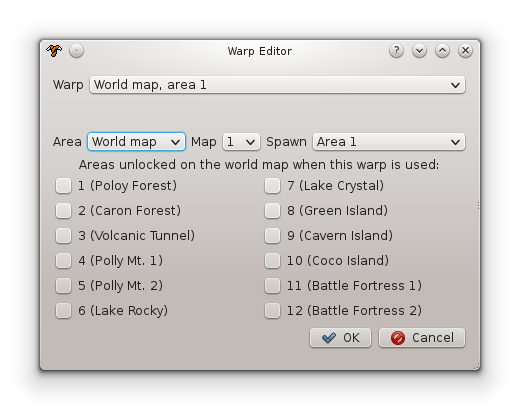 Warp Editor
?
Warp World map, area 1
Area World map Map 1 Spawn Area 1
Areas unlocked on the world map when this warp is used:
1 (Poloy Forest) 7 (Lake Crystal)
2 (Caron Forest) 8 (Green Island)
3 (Volcanic Tunnel) 9 (Cavern Island)
4 (Polly Mt. 1) 10 (Coco Island)
5 (Polly Mt. 2) 11 (Battle Fortress 1)
6 (Lake Rocky) 12 (Battle Fortress 2)
OK Cancel